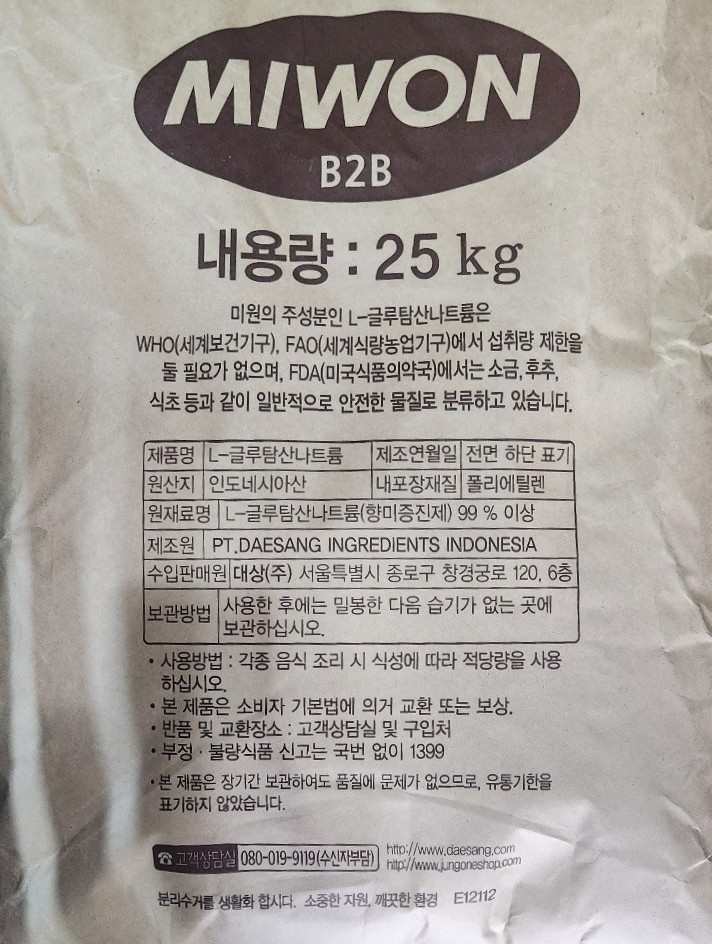 MIWON
B2B
내용량 : 25 kg
미원의 주성분인 L-글루탐산나트륨은
WHO(세계보건기구), FAO(세계식량농업기구)에서 섭취량 제한을
둘 필요가 없으며, FDA(미국식품의약국)에서는 소금, 후추,
식초 등과 같이 일반적으로 안전한 물질로 분류하고 있습니다.
제품명 L-글루탐산나트륨 제조연월일 전면 하단 표기
원산지 인도네시아산 내포장재질 폴리에틸렌
원재료명 L-글루탐산나트륨(향미증진제) 99 % 이상
제조원 PT.DAESANG INGREDIENTS INDONESIA
수입판매원 대상(주) 서울특별시 종로구 창경궁로 120, 6층
보관방법 사용한 후에는 밀봉한 다음 습기가 없는 곳에
보관하십시오.
• 사용방법 : 각종 음식 조리 시 식성에 따라 적당량을 사용
하십시오.
• 본 제품은 소비자 기본법에 의거 교환 또는 보상.
• 반품 및 교환장소 : 고객상담실 및 구입처
• 부정 · 불량식품 신고는 국번 없이 1399
• 본 제품은 장기간 보관하여도 품질에 문제가 없으므로, 유통기한을
표기하지 않았습니다.
☎ 고객상담실 080-019-9119(수신자부담) http://www.daesang.com
http://www.jungoneshop.com
분리수거를 생활화 합시다. 소중한 자원, 깨끗한 환경 E12112